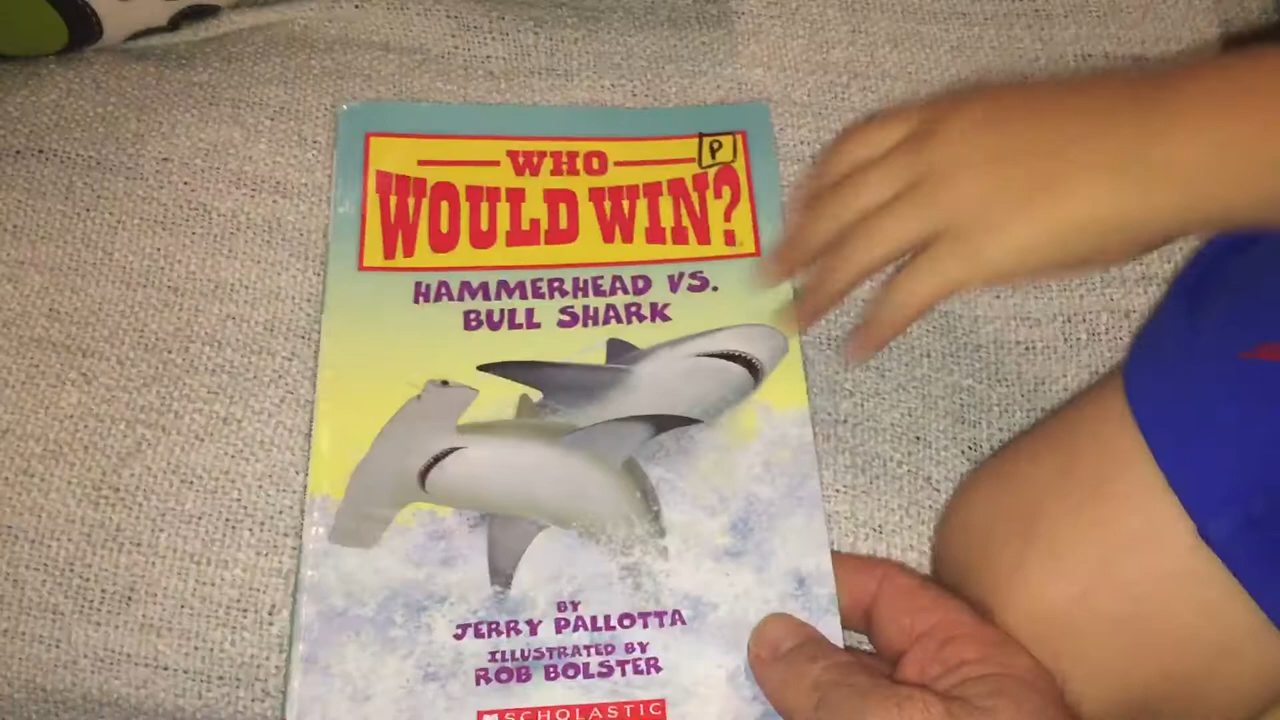 P
WHO
WOULD WIN?
HAMMERHEAD VS.
BULL SHARK
BY
JERRY PALLOTTA
ILLUSTRATED BY
ROB BOLSTER
SCHOLASTIC